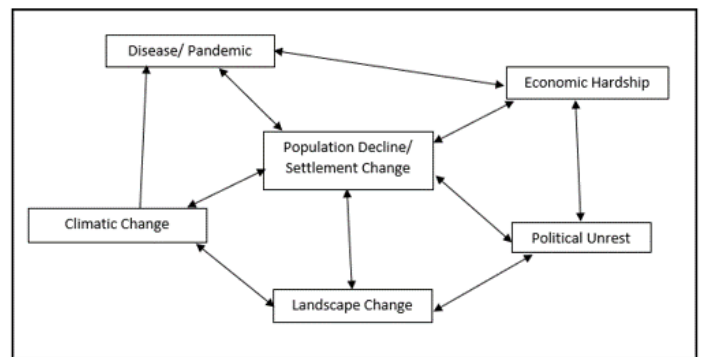 Disease/ Pandemic
Economic Hardship
Population Decline/
Settlement Change
Climatic Change
Political Unrest
Landscape Change